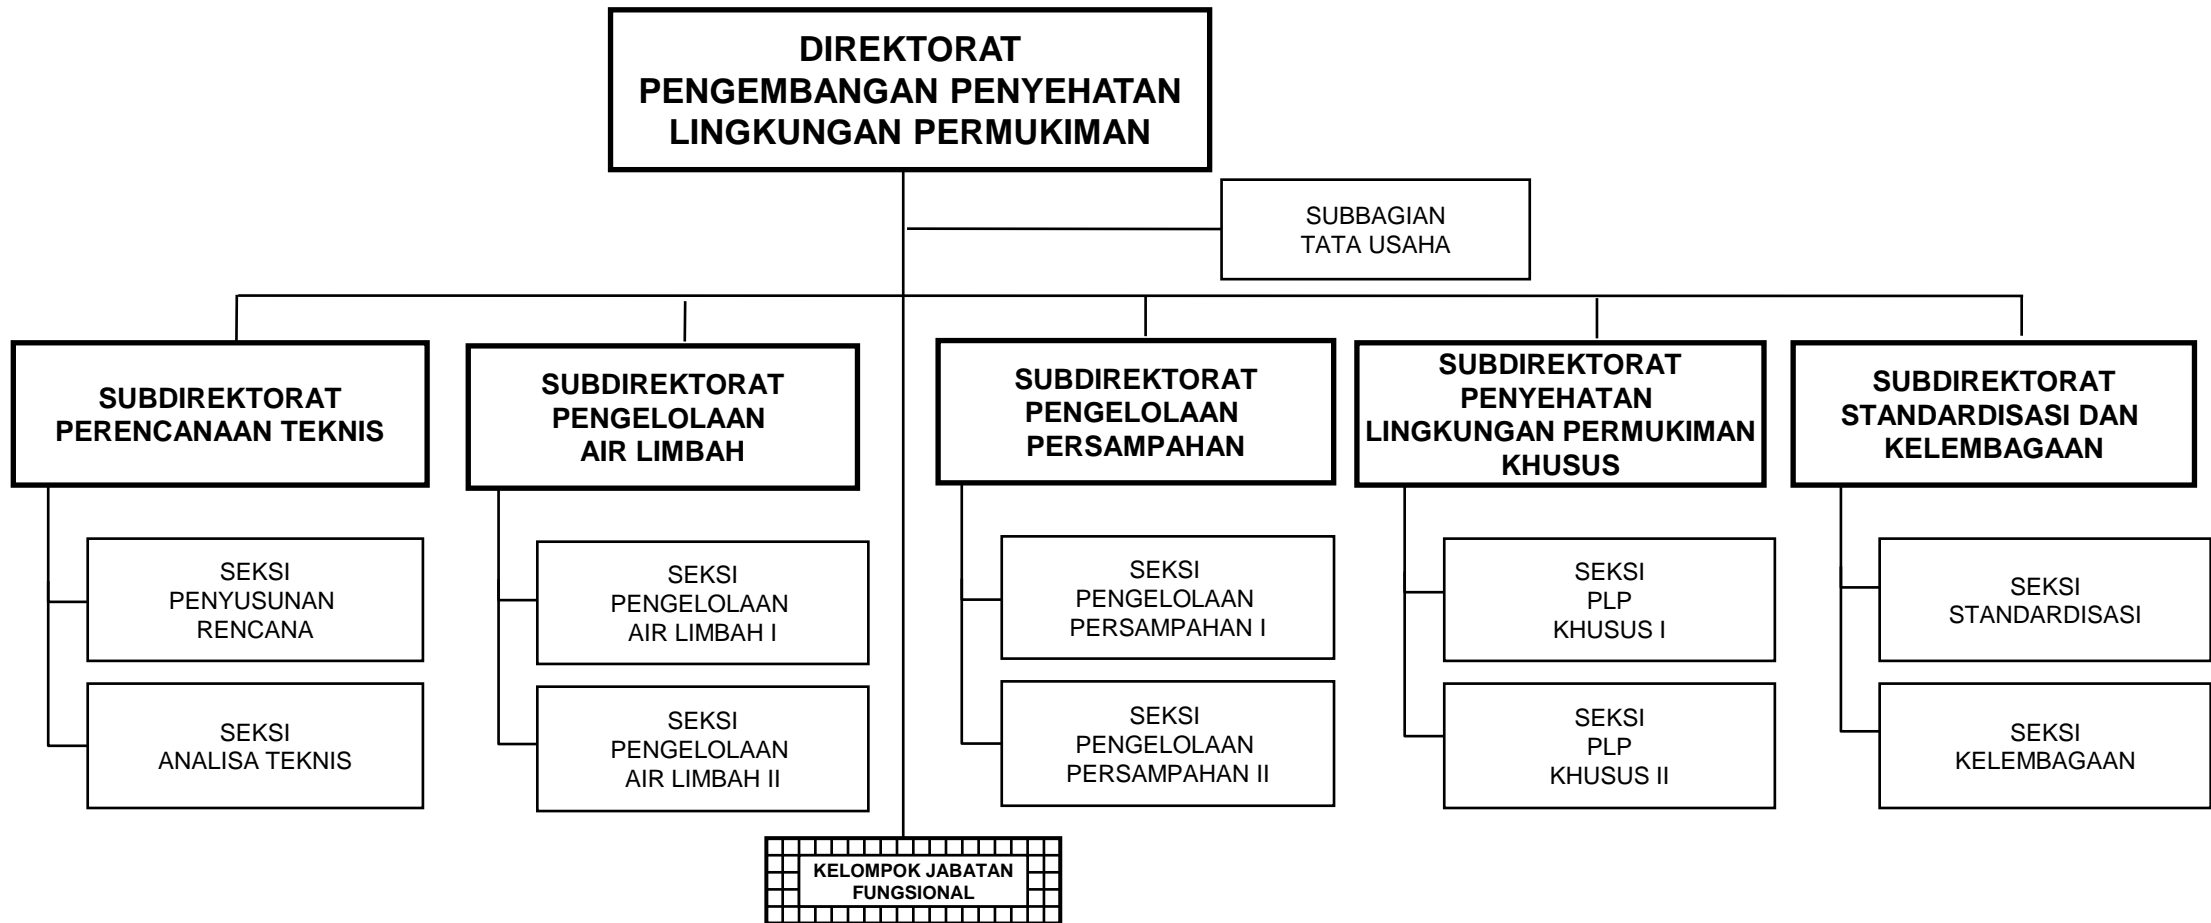 DIREKTORAT
PENGEMBANGAN PENYEHATAN
LINGKUNGAN PERMUKIMAN
SUBBAGIAN
TATA USAHA
SUBDIREKTORAT
PERENCANAAN TEKNIS
SUBDIREKTORAT
PENGELOLAAN
AIR LIMBAH
SUBDIREKTORAT
PENGELOLAAN
PERSAMPAHAN
SUBDIREKTORAT
PENYEHATAN
LINGKUNGAN PERMUKIMAN
KHUSUS
SUBDIREKTORAT
STANDARDISASI DAN
KELEMBAGAAN
SEKSI
PENYUSUNAN
RENCANA
SEKSI
PENGELOLAAN
AIR LIMBAH I
SEKSI
PENGELOLAAN
PERSAMPAHAN I
SEKSI
PLP
KHUSUS I
SEKSI
STANDARDISASI
SEKSI
ANALISA TEKNIS
SEKSI
PENGELOLAAN
AIR LIMBAH II
SEKSI
PENGELOLAAN
PERSAMPAHAN II
SEKSI
PLP
KHUSUS II
SEKSI
KELEMBAGAAN
KELOMPOK JABATAN
FUNGSIONAL